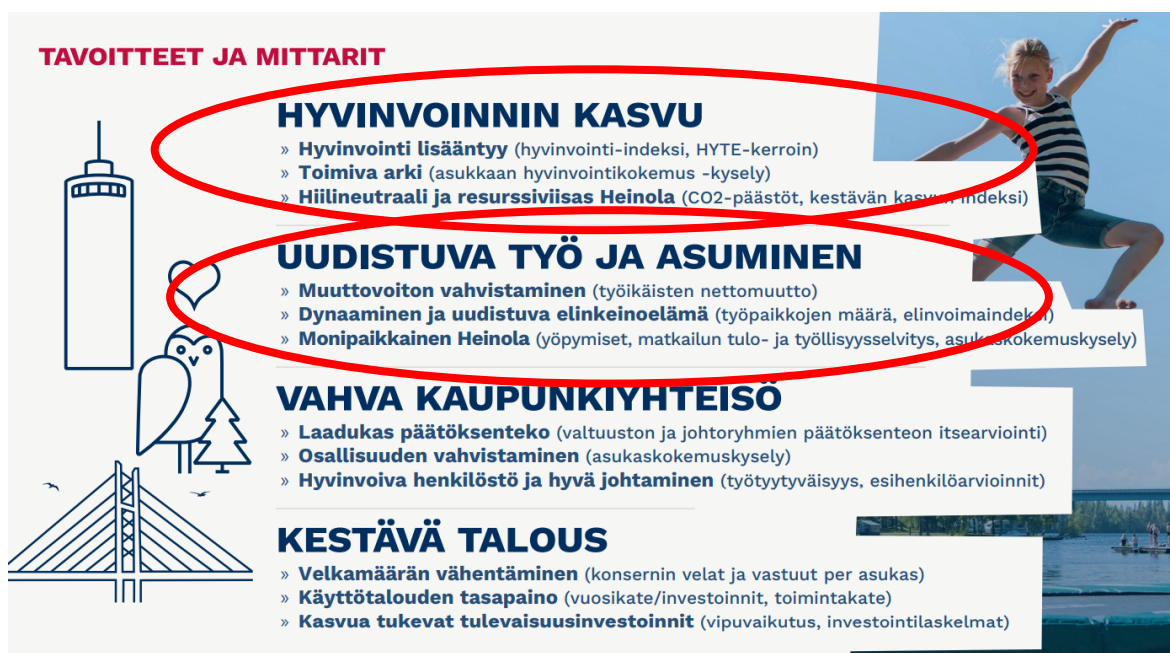 TAVOITTEET JA MITTARIT
HYVINVOINNIN KASVU
» Hyvinvointi lisääntyy (hyvinvointi-indeksi, HYTE-kerroin)
» Toimiva arki (asukkaan hyvinvointikokemus -kysely)
» Hiilineutraali ja resurssiviisas Heinola (CO2-päästöt, kestävän kasvun indeksi)
UUDISTUVA TYÖ JA ASUMINEN
» Muuttovoiton vahvistaminen (työikäisten nettomuutto)
» Dynaaminen ja uudistuva elinkeinoelämä (työpaikkojen määrä, elinvoimaindeksi)
» Monipaikkainen Heinola (yöpymiset, matkailun tulo- ja työllisyysselvitys, asukaskokemuskysely)
VAHVA KAUPUNKIYHTEISÖ
» Laadukas päätöksenteko (valtuuston ja johtoryhmien päätöksenteon itsearviointi)
» Osallisuuden vahvistaminen (asukaskokemuskysely)
» Hyvinvoiva henkilöstö ja hyvä johtaminen (työtyytyväisyys, esihenkilöarvioinnit)
KESTÄVÄ TALOUS
» Velkamäärän vähentäminen (konsernin velat ja vastuut per asukas)
» Käyttötalouden tasapaino (vuosikate/investoinnit, toimintakate)
» Kasvua tukevat tulevaisuusinvestoinnit (vipuvaikutus, investointilaskelmat)